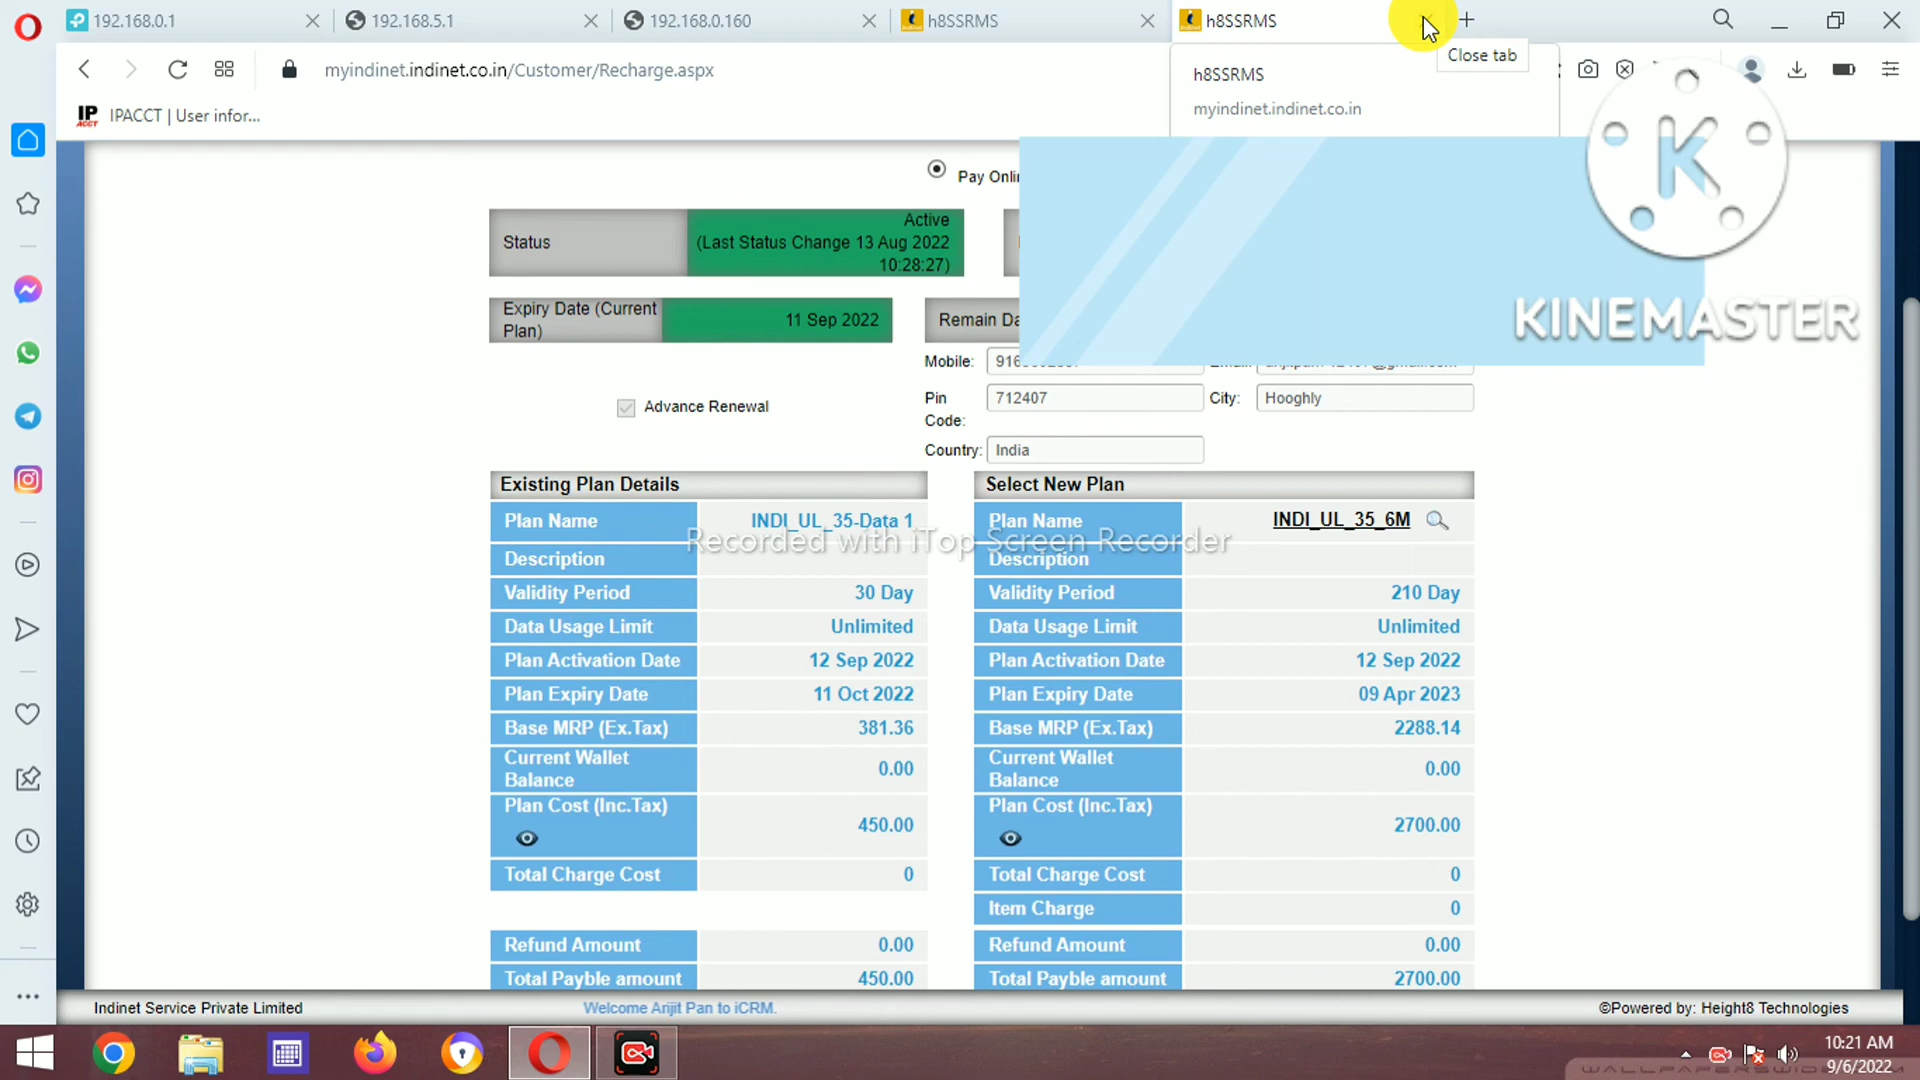 192.168.0.1
192.168.5.1
192.168.0.160
h8SSRMS
h8SSRMS
Close tab
myindinet.indinet.co.in/Customer/Recharge.aspx
h8SSRMS
myindinet.indinet.co.in
IP
ACCT
IPACCT | User infor...
K
KINEMASTER
Pay Onlin
Status
Active
(Last Status Change 13 Aug 2022
10:28:27)
Expiry Date (Current
Plan)
11 Sep 2022
Remain Da
Mobile:
Pin
Code:
712407
City:
Hooghly
Advance Renewal
Country:
India
Existing Plan Details
Plan Name INDI_UL_35-Data 1
Description
Validity Period 30 Day
Data Usage Limit Unlimited
Plan Activation Date 12 Sep 2022
Plan Expiry Date 11 Oct 2022
Base MRP (Ex.Tax) 381.36
Current Wallet
Balance 0.00
Plan Cost (Inc.Tax) 450.00
Total Charge Cost 0
Refund Amount 0.00
Total Payble amount 450.00
Select New Plan
Plan Name INDI_UL_35_6M
Description
Validity Period 210 Day
Data Usage Limit Unlimited
Plan Activation Date 12 Sep 2022
Plan Expiry Date 09 Apr 2023
Base MRP (Ex.Tax) 2288.14
Current Wallet
Balance 0.00
Plan Cost (Inc.Tax) 2700.00
Total Charge Cost 0
Item Charge 0
Refund Amount 0.00
Total Payble amount 2700.00
Recorded with iTop Screen Recorder
Indinet Service Private Limited
Welcome Arijit Pan to iCRM.
©Powered by: Height8 Technologies
10:21 AM
9/6/2022